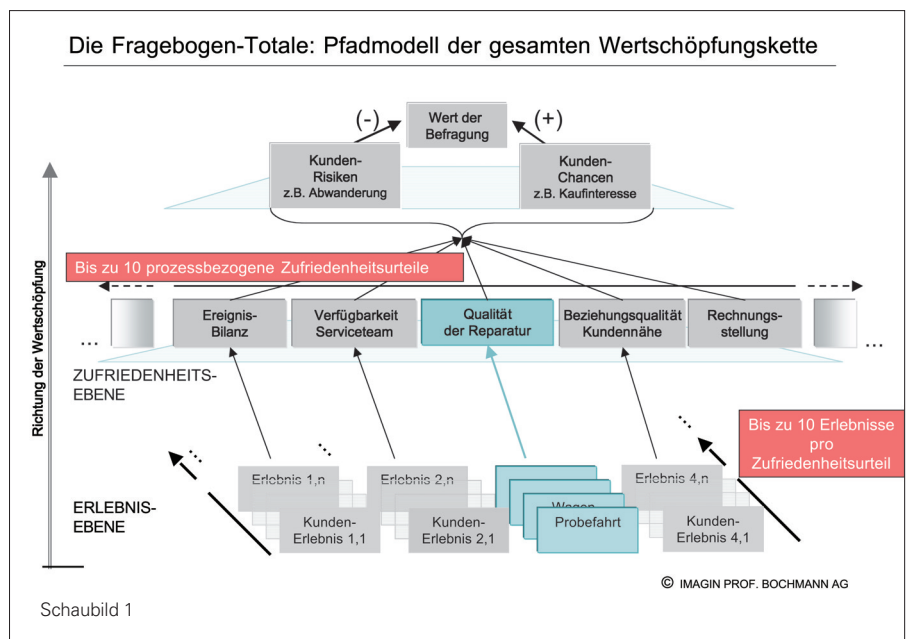 Die Fragebogen-Totale: Pfadmodell der gesamten Wertschöpfungskette
Wert der
Befragung
(-)
(+)
Kunden-
Risiken
z.B. Abwanderung
Kunden-
Chancen
z.B. Kaufinteresse
Richtung der Wertschöpfung
Bis zu 10 prozessbezogene Zufriedenheitsurteile
...
Ereignis-
Bilanz
Verfügbarkeit
Serviceteam
Qualität
der Reparatur
Beziehungsqualität
Kundennähe
Rechnungs-
stellung
...
ZUFRIEDENHEITS-
EBENE
Bis zu 10 Erlebnisse
pro
Zufriedenheitsurteil
...
...
...
Erlebnis 1,n
Erlebnis 2,n
Erlebnis 4,n
ERLEBNIS-
EBENE
Kunden-
Erlebnis 1,1
Kunden-
Erlebnis 2,1
Wagen
Probefahrt
Kunden-
Erlebnis 4,1
© IMAGIN PROF. BOCHMANN AG
Schaubild 1